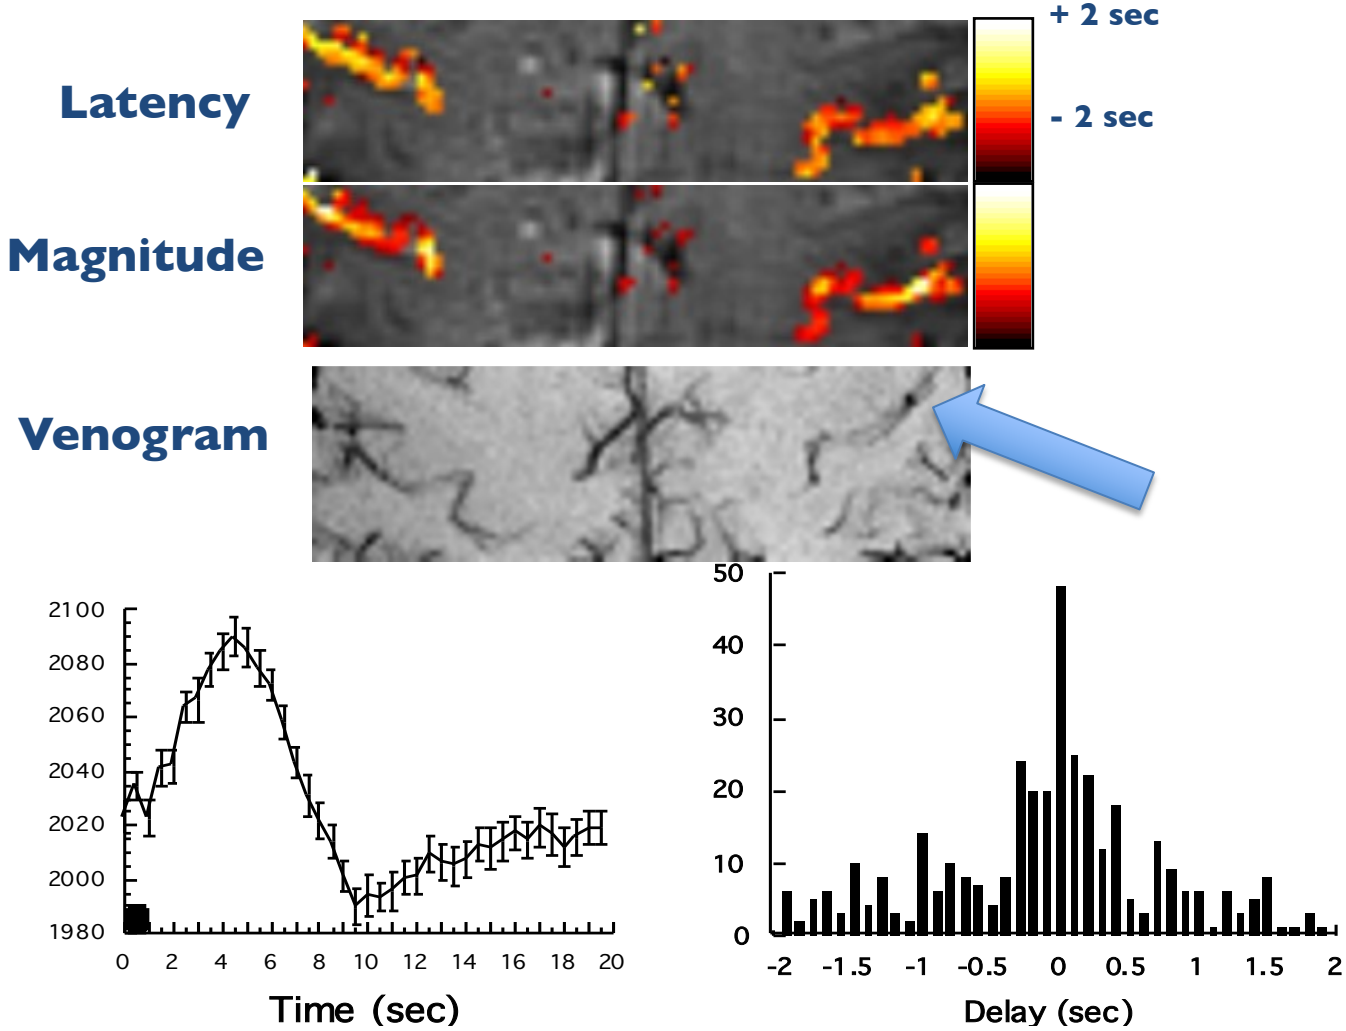 + 2 sec
Latency
- 2 sec
Magnitude
Venogram
2100
2080
2060
2040
2020
2000
1980
0 2 4 6 8 10 12 14 16 18 20
Time (sec)
50
40
30
20
10
0
-2 -1.5 -1 -0.5 0 0.5 1 1.5 2
Delay (sec)